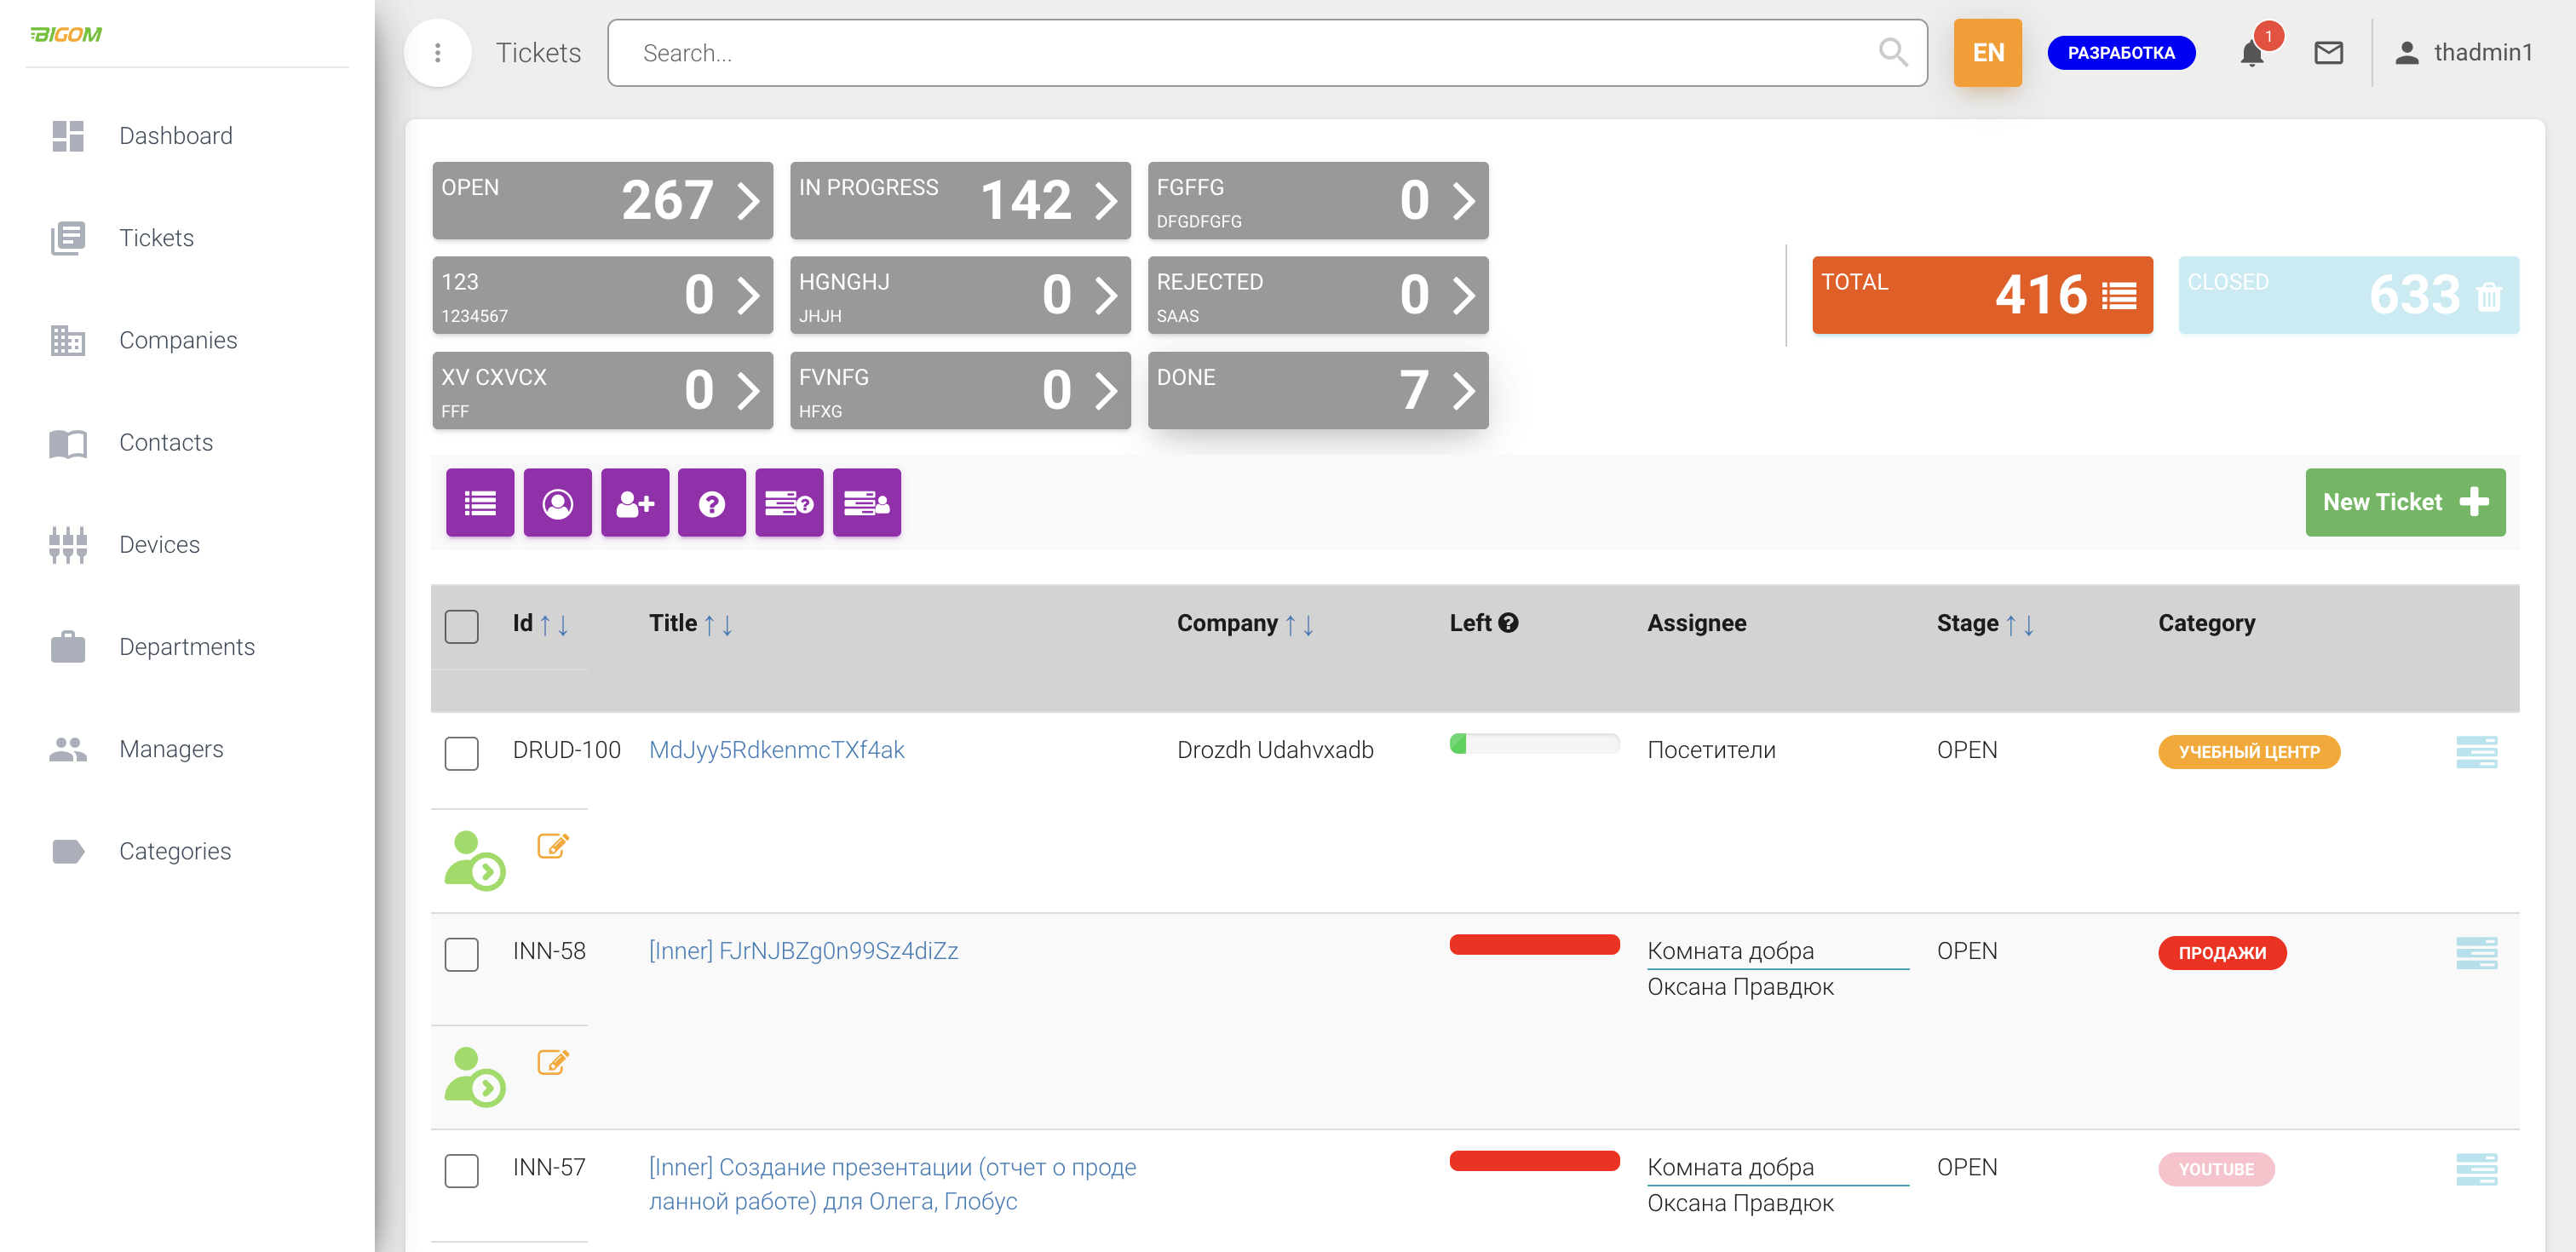 BIGOM
Dashboard
Tickets
Companies
Contacts
Devices
Departments
Managers
Categories
Tickets
Search...
EN
РАЗРАБОТКА
1
thadmin1
OPEN 267
IN PROGRESS 142
FGFFG 0
DFGDFGFG
123 0
1234567
HGNGHJ 0
JHJH
REJECTED 0
SAAS
TOTAL 416
CLOSED 633
XV CXVCX 0
FFF
FVNFG 0
HFXG
DONE 7
New Ticket
Id ↑↓ Title ↑↓ Company ↑↓ Left Assignee Stage ↑↓ Category
DRUD-100 MdJyy5RdkenmcTXf4ak Drozdh Udahvxadb Посетители OPEN УЧЕБНЫЙ ЦЕНТР
INN-58 [Inner] FJrNJBZg0n99Sz4diZz Комната добра OPEN ПРОДАЖИ
Оксана Правдюк
INN-57 [Inner] Создание презентации (отчет о проде Комната добра OPEN YOUTUBE
ланной работе) для Олега, Глобус Оксана Правдюк